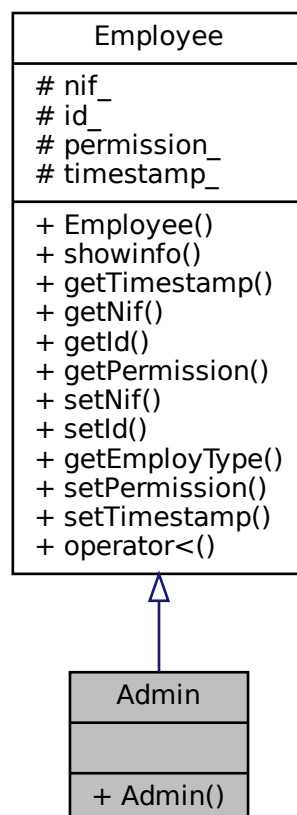 Employee
# nif_
# id_
# permission_
# timestamp_
+ Employee()
+ showinfo()
+ getTimestamp()
+ getNif()
+ getId()
+ getPermission()
+ setNif()
+ setId()
+ getEmployType()
+ setPermission()
+ setTimestamp()
+ operator<()
Admin
+ Admin()